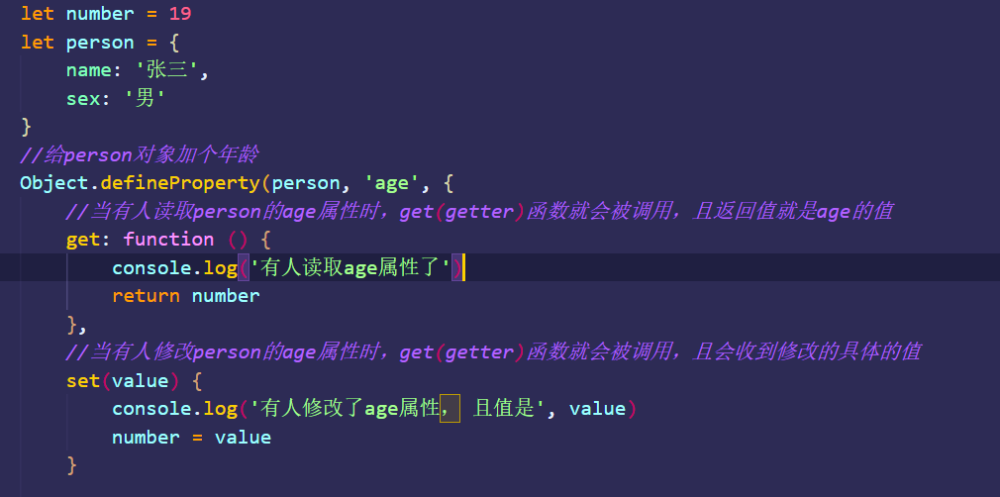 let number = 19
let person = {
    name: '张三',
    sex: '男'
}
//给person对象加个年龄
Object.defineProperty(person, 'age', {
    //当有人读取person的age属性时，get(getter)函数就会被调用，且返回值就是age的值
    get: function () {
        console.log('有人读取age属性了')
        return number
    },
    //当有人修改person的age属性时，get(getter)函数就会被调用，且会收到修改的具体的值
    set(value) {
        console.log('有人修改了age属性， 且值是', value)
        number = value
    }